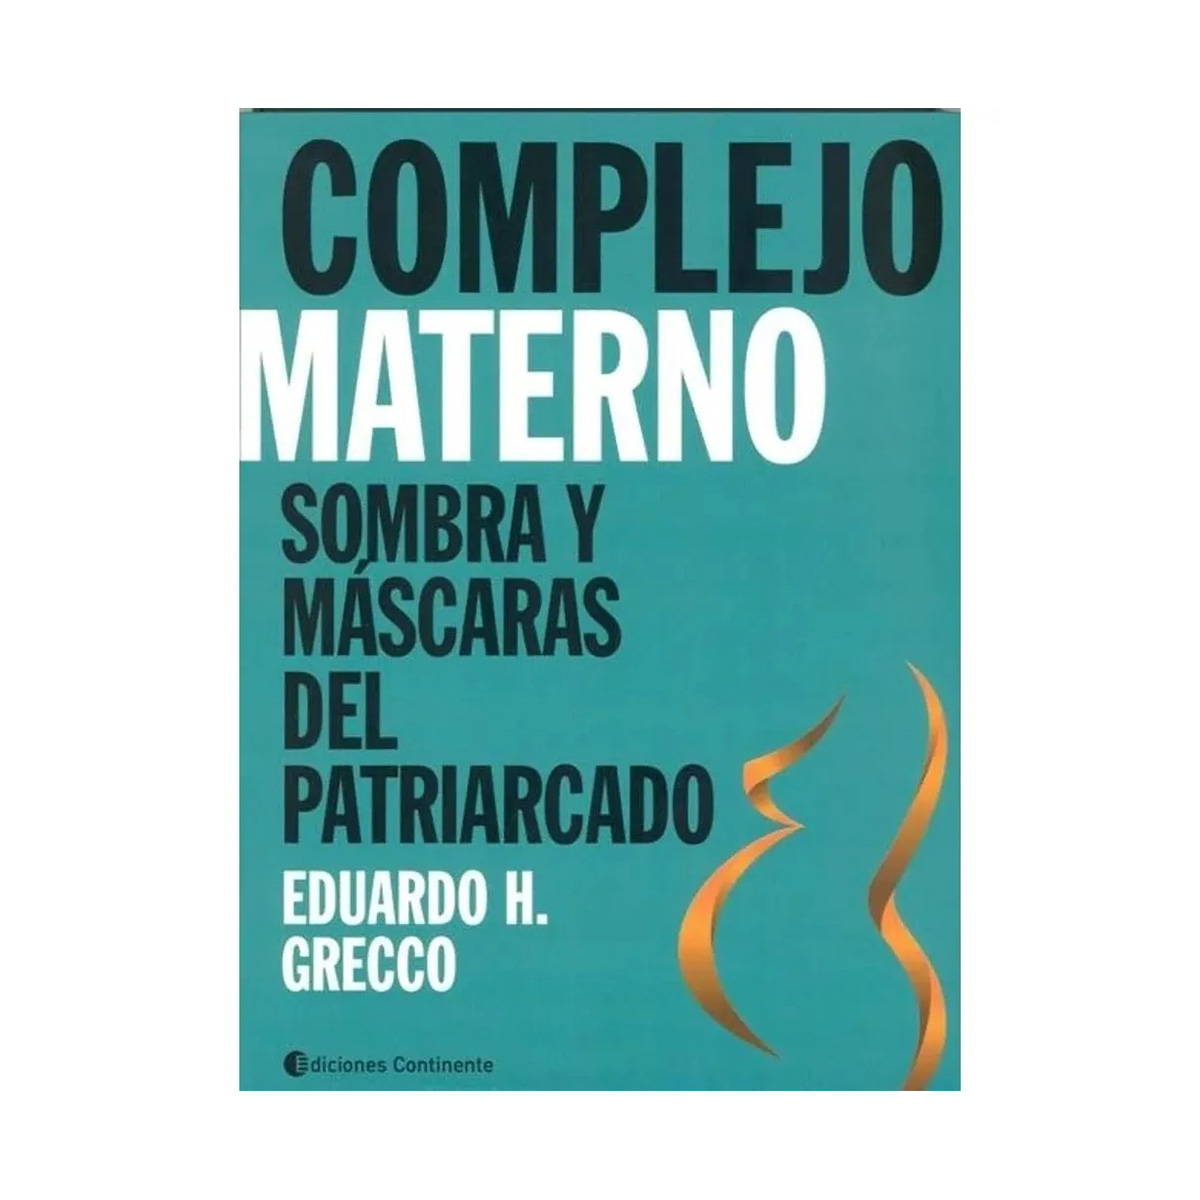 COMPLEJO
MATERNO
SOMBRA Y
MÁSCARAS
DEL
PATRIARCADO
EDUARDO H.
GRECCO
Ediciones Continente